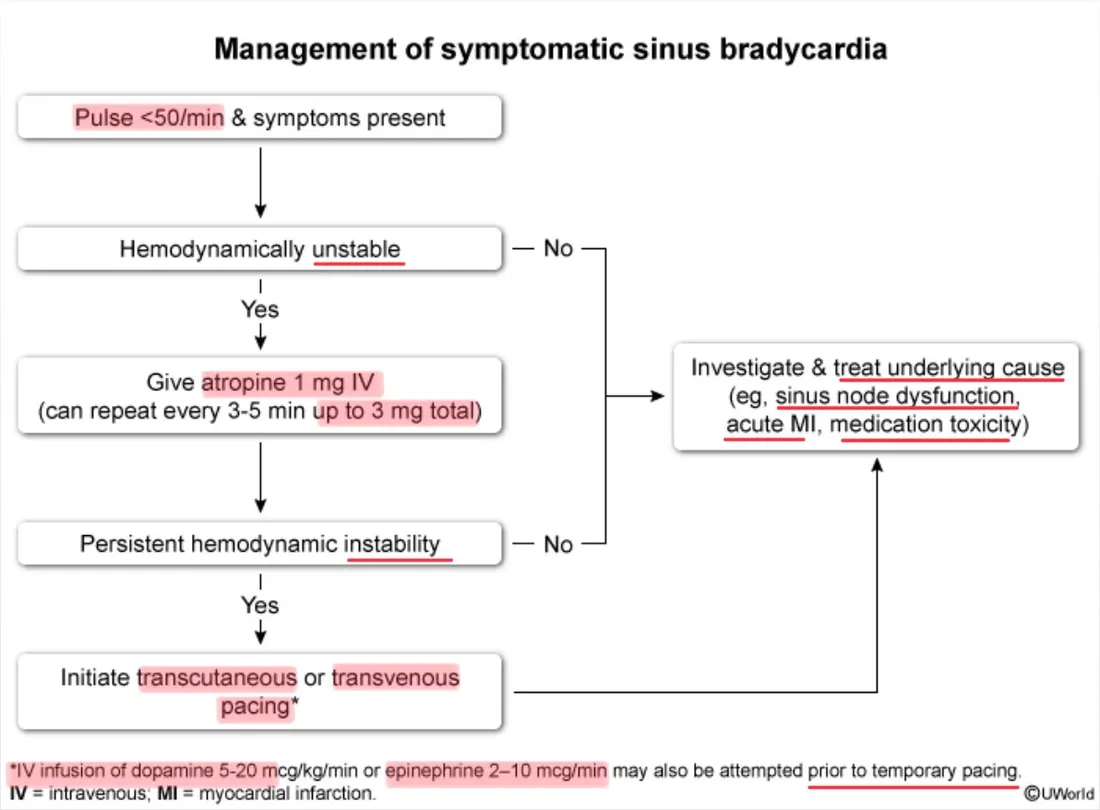 Management of symptomatic sinus bradycardia
Pulse <50/min & symptoms present
Hemodynamically unstable
No
Yes
Give atropine 1 mg IV
(can repeat every 3-5 min up to 3 mg total)
Investigate & treat underlying cause
(eg, sinus node dysfunction,
acute MI, medication toxicity)
Persistent hemodynamic instability
No
Yes
Initiate transcutaneous or transvenous
pacing*
*IV infusion of dopamine 5-20 mcg/kg/min or epinephrine 2–10 mcg/min may also be attempted prior to temporary pacing.
IV = intravenous; MI = myocardial infarction.
©UWorld